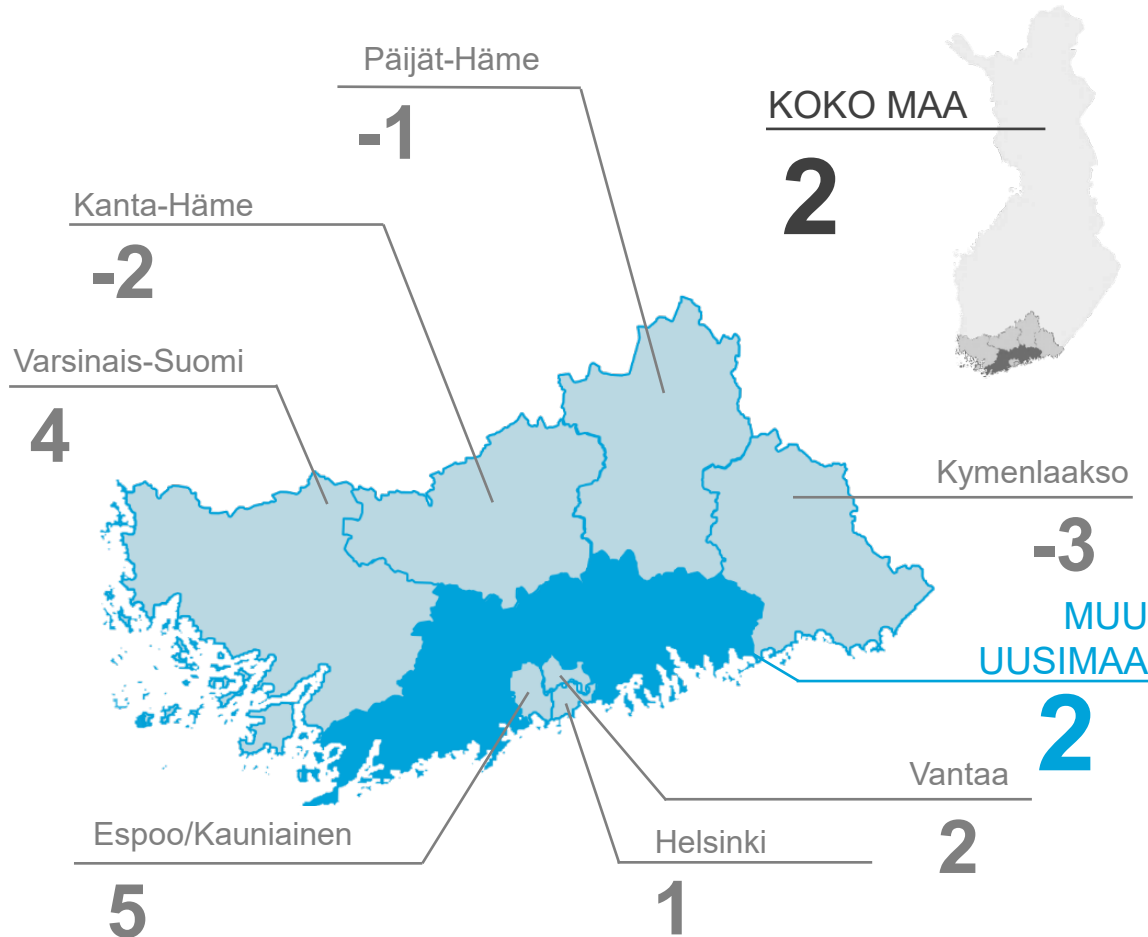 Päijät-Häme
-1
KOKO MAA
2
Kanta-Häme
-2
Varsinais-Suomi
4
Kymenlaakso
-3
MUU
UUSIMAA
2
Vantaa
2
Espoo/Kauniainen
5
Helsinki
1